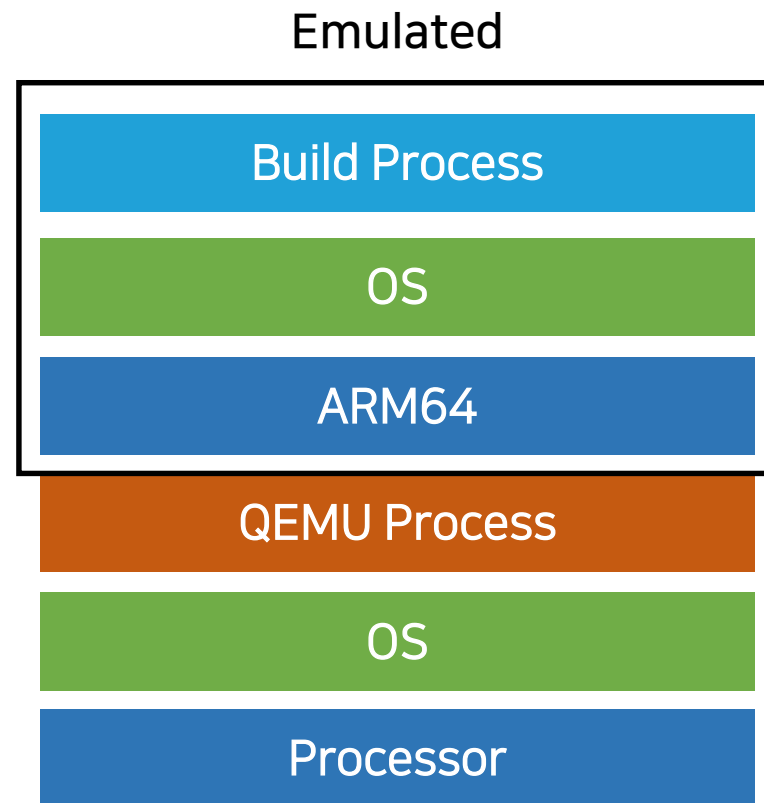 Emulated
Build Process
OS
ARM64
QEMU Process
OS
Processor